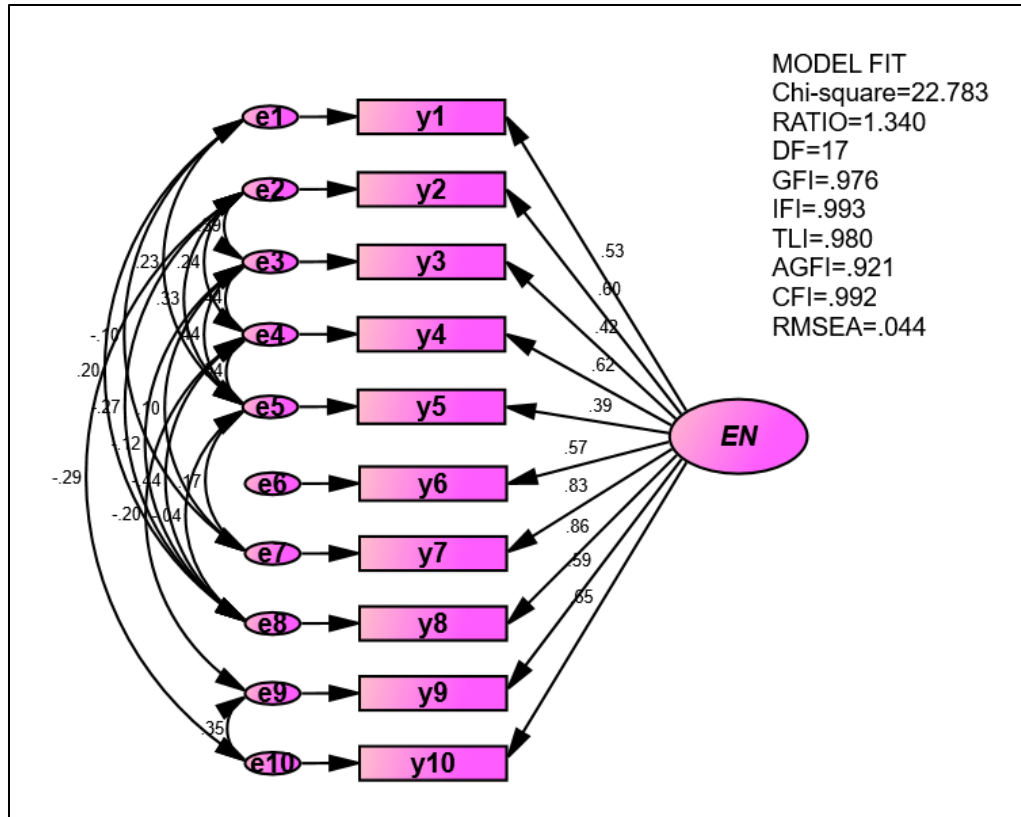 MODEL FIT
Chi-square=22.783
RATIO=1.340
DF=17
GFI=.976
IFI=.993
TLI=.980
AGFI=.921
CFI=.992
RMSEA=.044
e1
y1
e2
y2
e3
y3
e4
y4
e5
y5
e6
y6
e7
y7
e8
y8
e9
y9
e10
y10
EN
.53
.60
.42
.62
.39
.57
.83
.86
.59
.65
.23
.24
.33
-.10
.20
-.27
.10
-.12
-.29
-.44
.17
-.20
-.04
.35